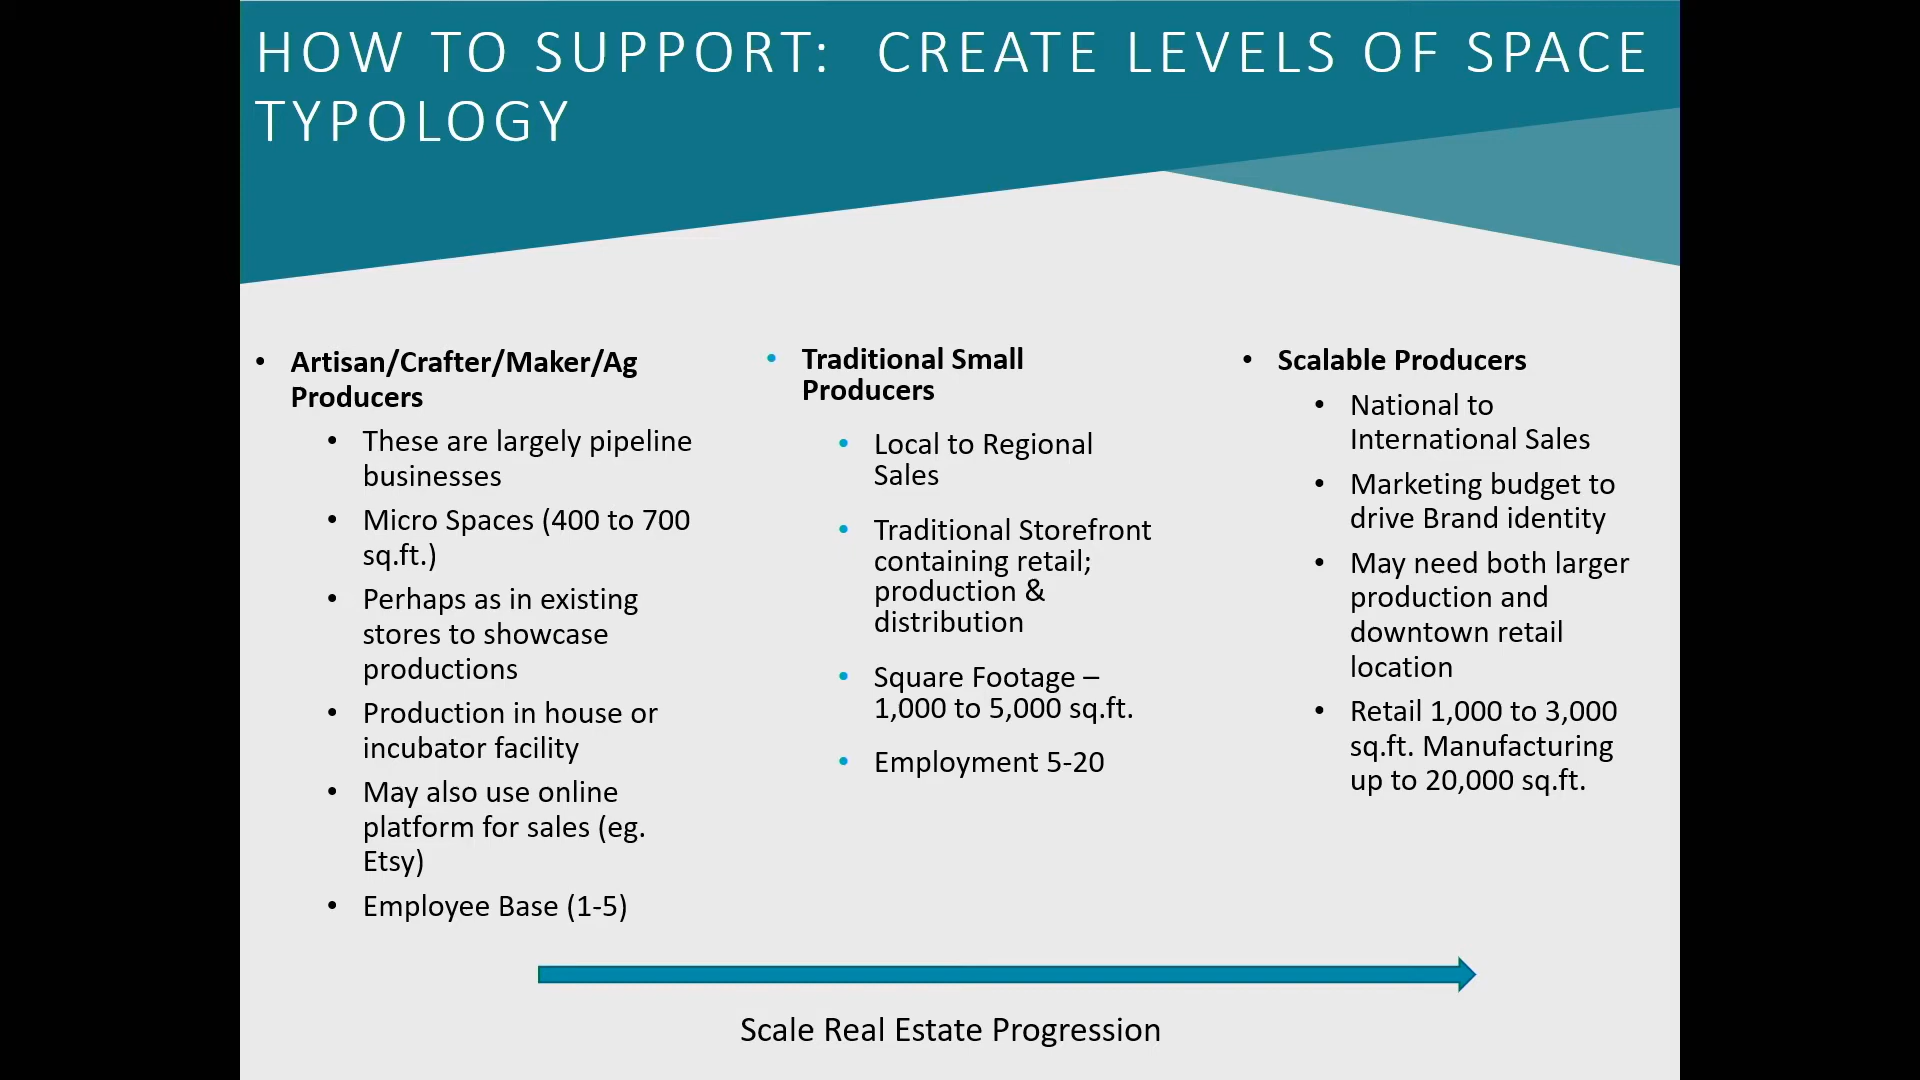 HOW TO SUPPORT: CREATE LEVELS OF SPACE
TYPOLOGY
• Artisan/Crafter/Maker/Ag
Producers
• These are largely pipeline
businesses
• Micro Spaces (400 to 700
sq.ft.)
• Perhaps as in existing
stores to showcase
productions
• Production in house or
incubator facility
• May also use online
platform for sales (eg.
Etsy)
• Employee Base (1-5)
• Traditional Small
Producers
• Local to Regional
Sales
• Traditional Storefront
containing retail;
production &
distribution
• Square Footage –
1,000 to 5,000 sq.ft.
• Employment 5-20
• Scalable Producers
• National to
International Sales
• Marketing budget to
drive Brand identity
• May need both larger
production and
downtown retail
location
• Retail 1,000 to 3,000
sq.ft. Manufacturing
up to 20,000 sq.ft.
Scale Real Estate Progression